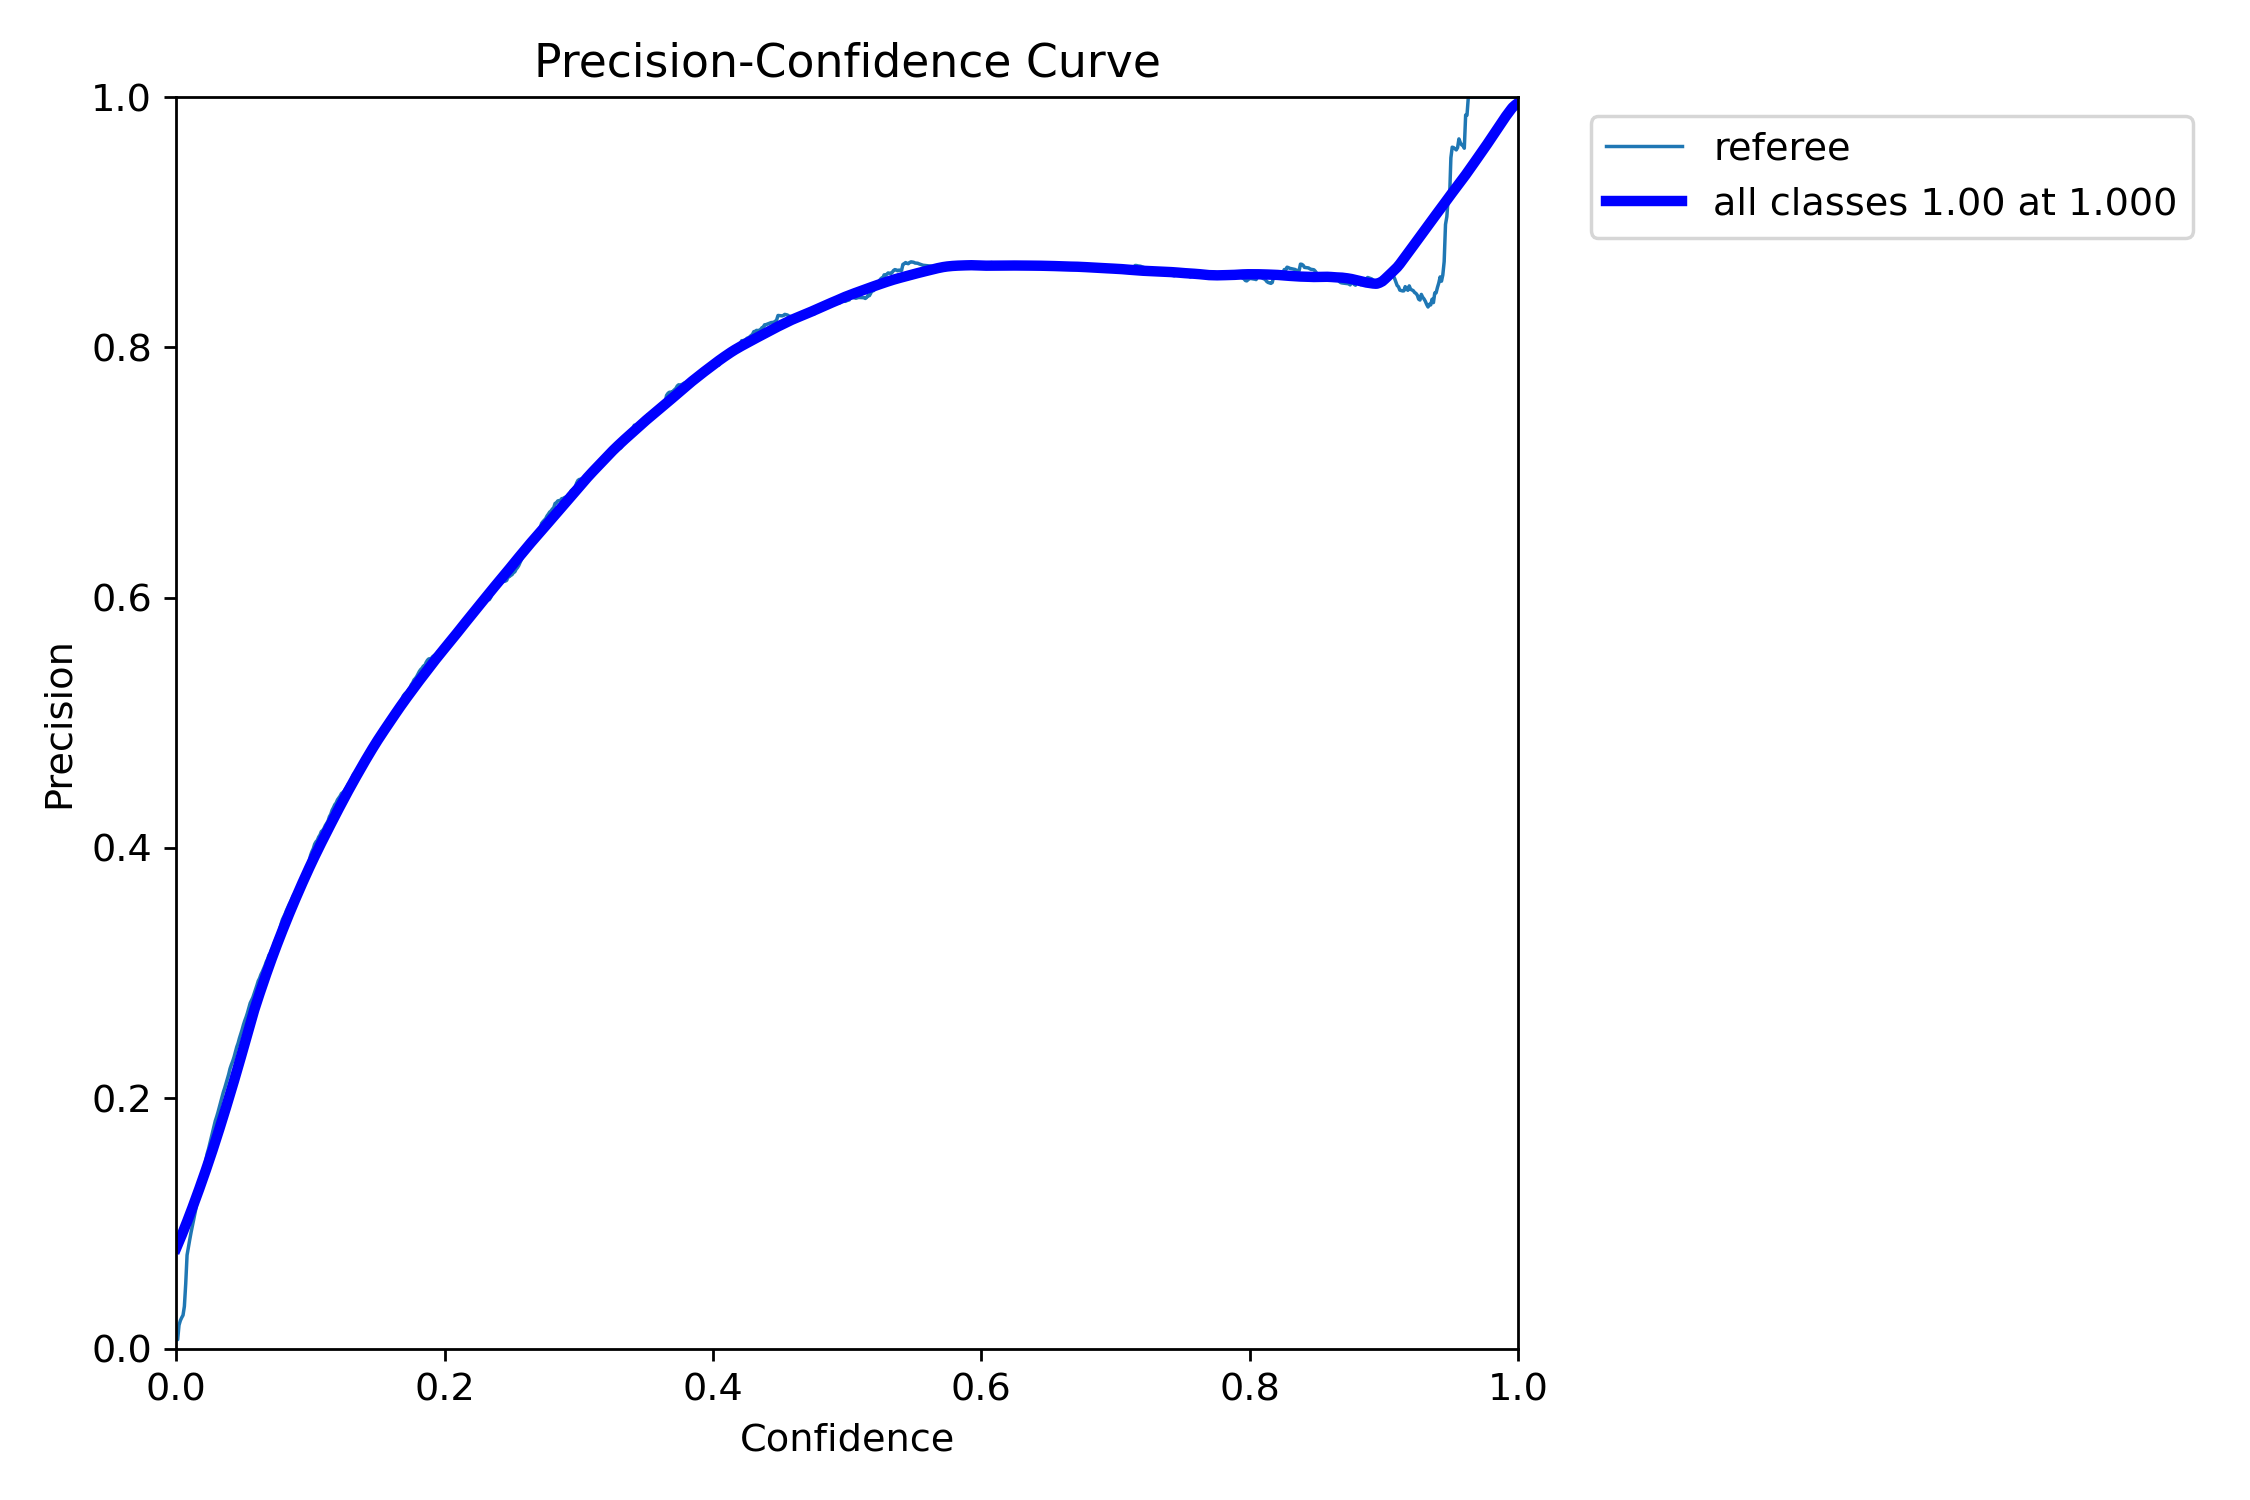 Precision-Confidence Curve
1.0
0.8
0.6
0.4
0.2
0.0
Precision
0.0 0.2 0.4 0.6 0.8 1.0
Confidence
referee
all classes 1.00 at 1.000